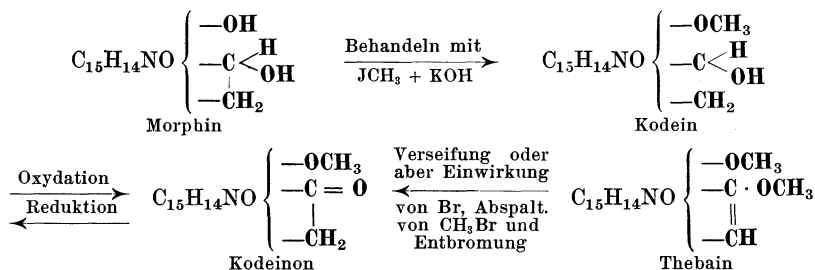 —OH —OCH₃
C₁₅H₁₄NO —C<H OH Behandeln mit JCH₃ + KOH C₁₅H₁₄NO —C<H OH
—CH₂ —CH₂
Morphin Kodein
Oxydation —OCH₃ Verseifung oder —OCH₃
Reduktion C₁₅H₁₄NO —C = O aber Einwirkung C₁₅H₁₄NO —C · OCH₃
von Br, Abspalt.
—CH₂ von CH₃Br und —CH
Kodeinon Entbromung Thebain